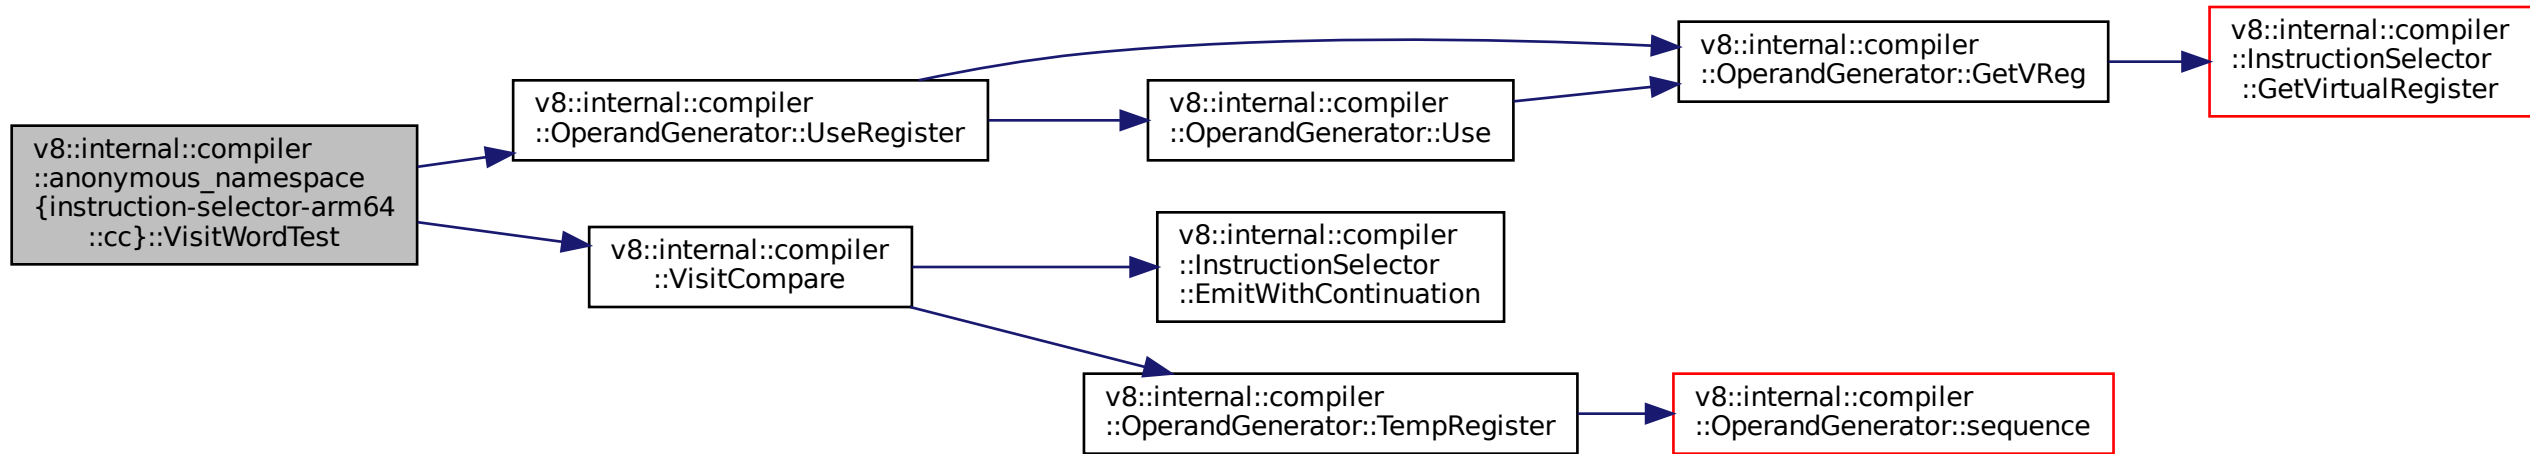 v8::internal::compiler
::anonymous_namespace
{instruction-selector-arm64
::cc}::VisitWordTest
v8::internal::compiler
::OperandGenerator::UseRegister
v8::internal::compiler
::OperandGenerator::Use
v8::internal::compiler
::OperandGenerator::GetVReg
v8::internal::compiler
::InstructionSelector
::GetVirtualRegister
v8::internal::compiler
::VisitCompare
v8::internal::compiler
::InstructionSelector
::EmitWithContinuation
v8::internal::compiler
::OperandGenerator::TempRegister
v8::internal::compiler
::OperandGenerator::sequence